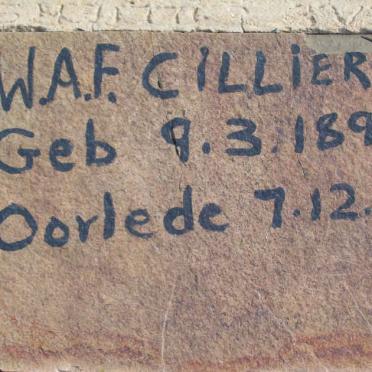 W.A.F. CILLIER
Geb 9.3.189
Oorlede 7.12.